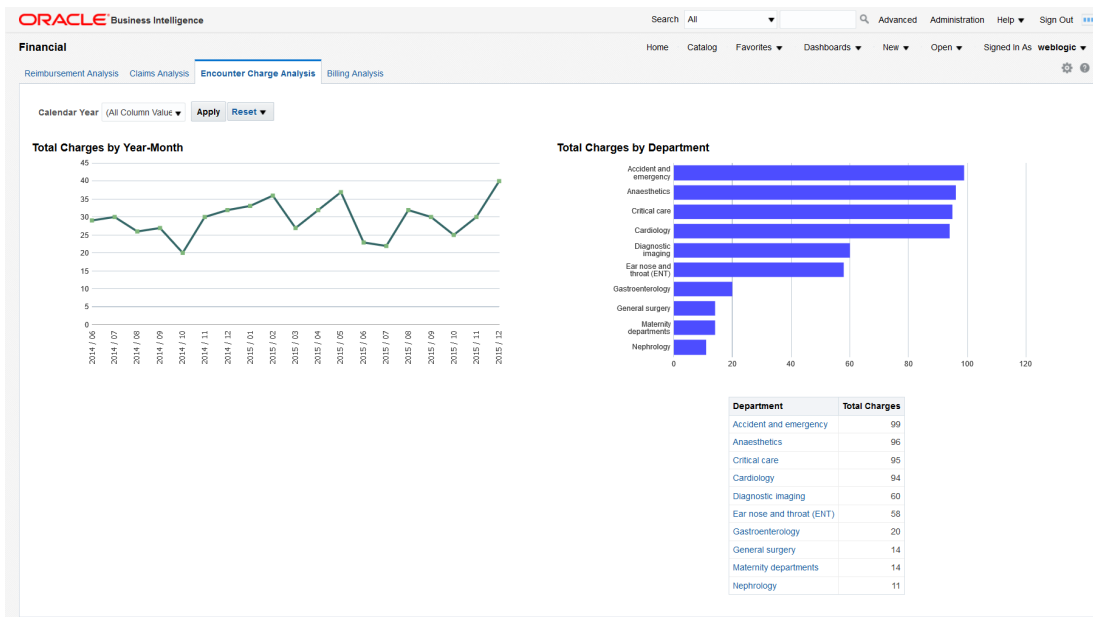 ORACLE Business Intelligence
Search All Advanced Administration Help Sign Out
Financial
Home Catalog Favorites Dashboards New Open Signed In As weblogic
Reimbursement Analysis Claims Analysis Encounter Charge Analysis Billing Analysis
Calendar Year (All Column Value Apply Reset
Total Charges by Year-Month
45
40
35
30
25
20
15
10
5
0
2014 / 06
2014 / 07
2014 / 08
2014 / 09
2014 / 10
2014 / 11
2014 / 12
2015 / 01
2015 / 02
2015 / 03
2015 / 04
2015 / 05
2015 / 06
2015 / 07
2015 / 08
2015 / 09
2015 / 10
2015 / 11
2015 / 12
Total Charges by Department
Accident and
emergency
Anaesthetics
Critical care
Cardiology
Diagnostic
imaging
Ear nose and
throat (ENT)
Gastroenterology
General surgery
Maternity
departments
Nephrology
0 20 40 60 80 100 120
Department Total Charges
Accident and emergency 99
Anaesthetics 96
Critical care 95
Cardiology 94
Diagnostic imaging 60
Ear nose and throat (ENT) 58
Gastroenterology 20
General surgery 14
Maternity departments 14
Nephrology 11